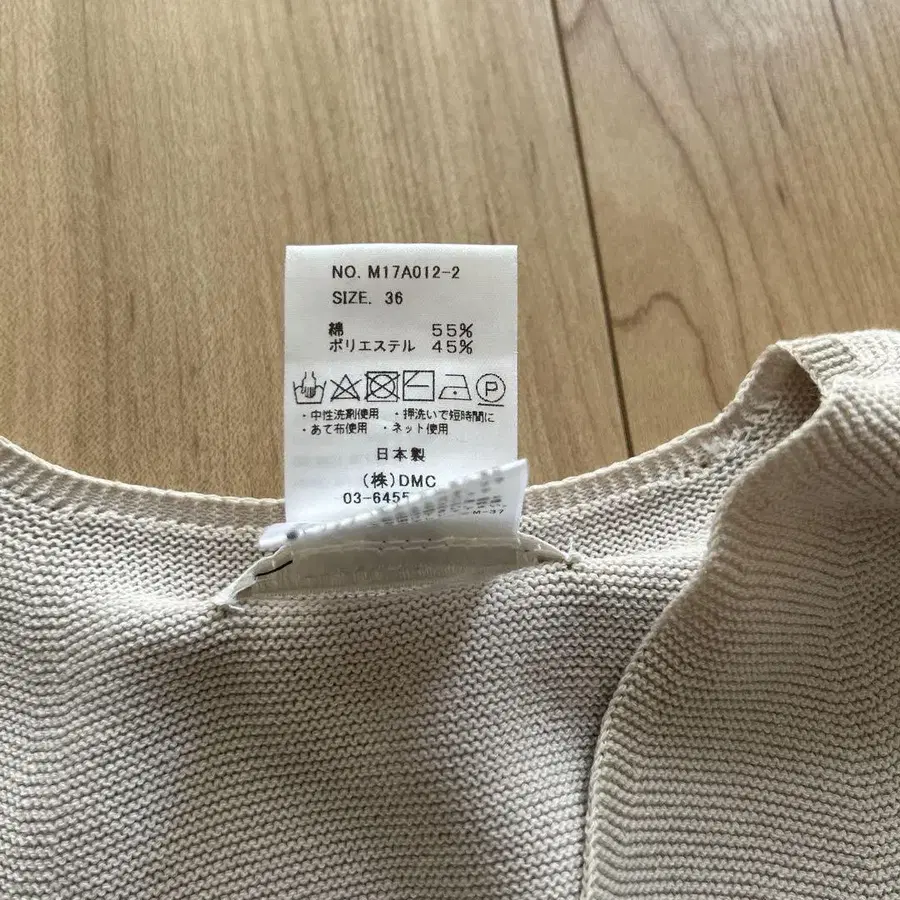 NO. M17A012-2
SIZE. 36
綿 55%
ポリエステル 45%
P
・中性洗剤使用 ・押洗いで短時間に
・あて布使用 ・ネット使用
日本製
(株)DMC
03-6455
M-37